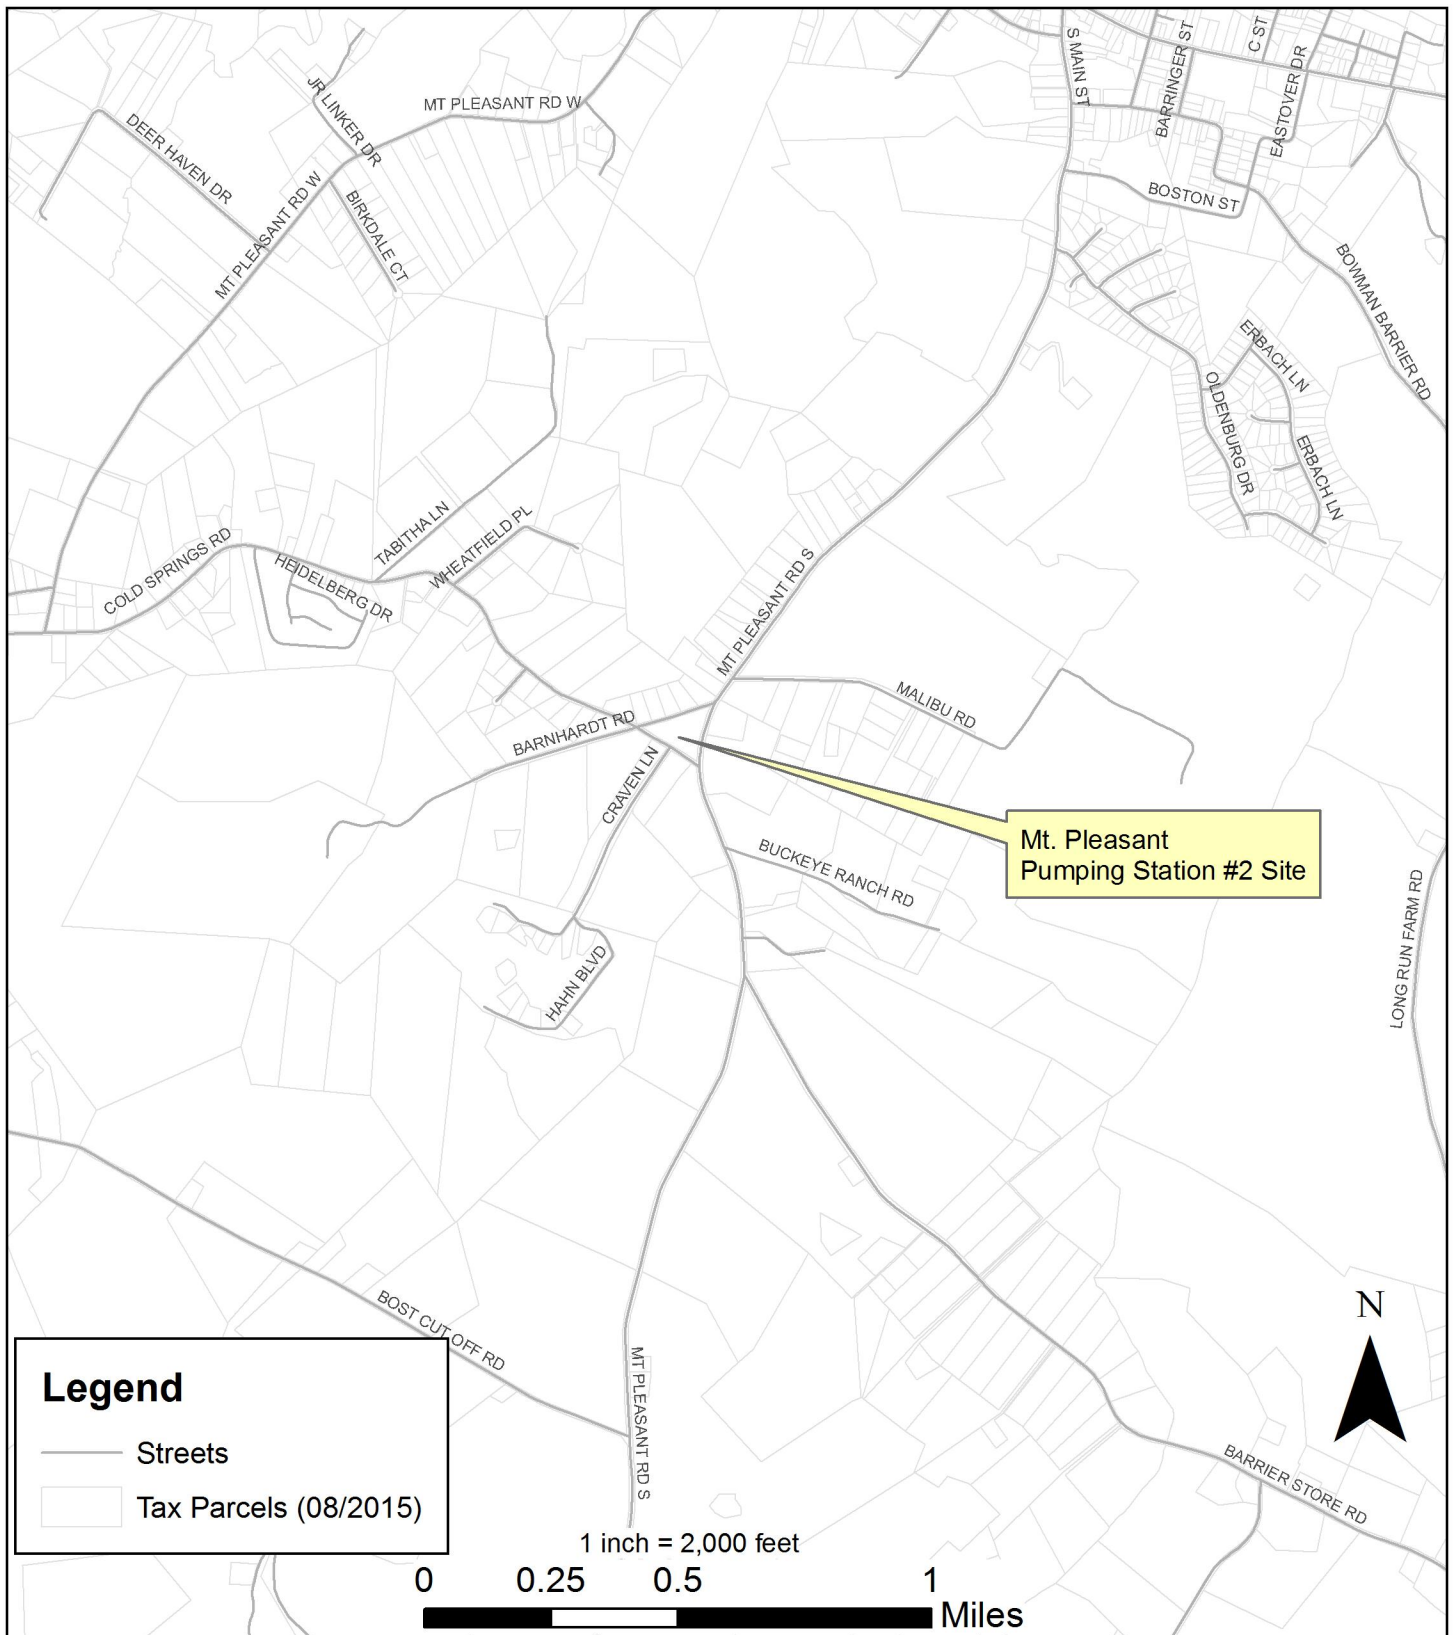 S MAIN ST
BARRINGER ST
C ST
EASTOVER DR
JR LINKER DR
MT PLEASANT RD W
DEER HAVEN DR
MT PLEASANT RD W
BIRKDALE CT
BOSTON ST
BOWMAN BARRIER RD
ERBACH LN
OLDENBURG DR
ERBACH LN
TABITHA LN
WHEATFIELD PL
COLD SPRINGS RD
HEIDELBERG DR
MT PLEASANT RD S
MALIBU RD
BARNHARDT RD
CRAVEN LN
Mt. Pleasant
Pumping Station #2 Site
BUCKEYE RANCH RD
LONG RUN FARM RD
HAHN BLVD
BOST CUT OFF RD
N
MT PLEASANT RD S
Legend
Streets
Tax Parcels (08/2015)
BARRIER STORE RD
1 inch = 2,000 feet
0 0.25 0.5 1
Miles